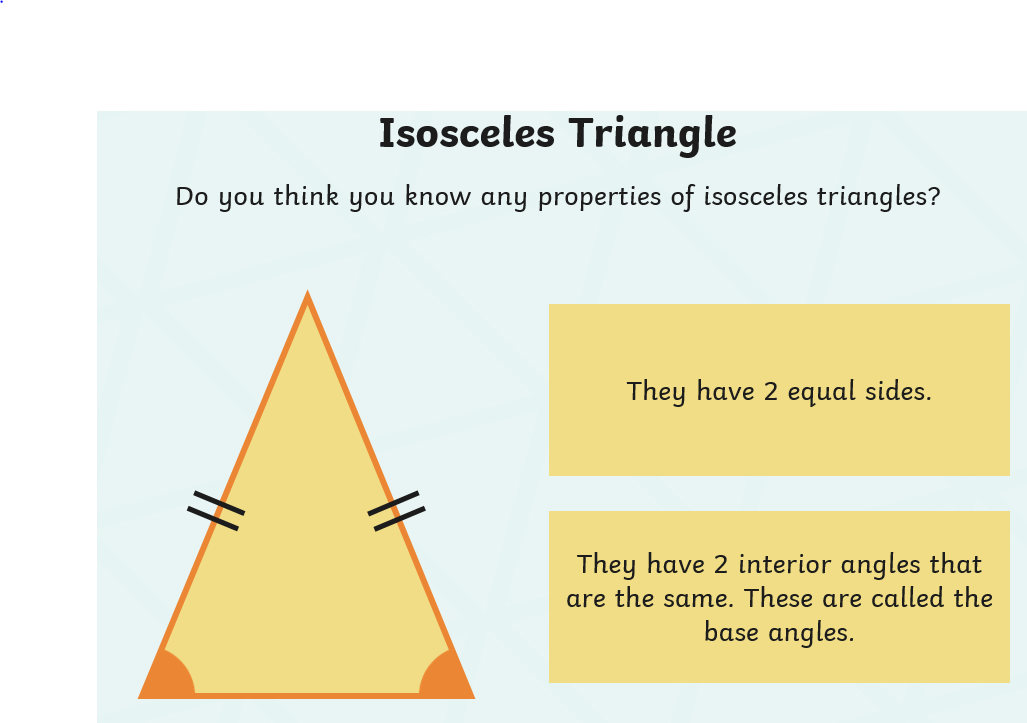 Isosceles Triangle
Do you think you know any properties of isosceles triangles?
They have 2 equal sides.
They have 2 interior angles that
are the same. These are called the
base angles.